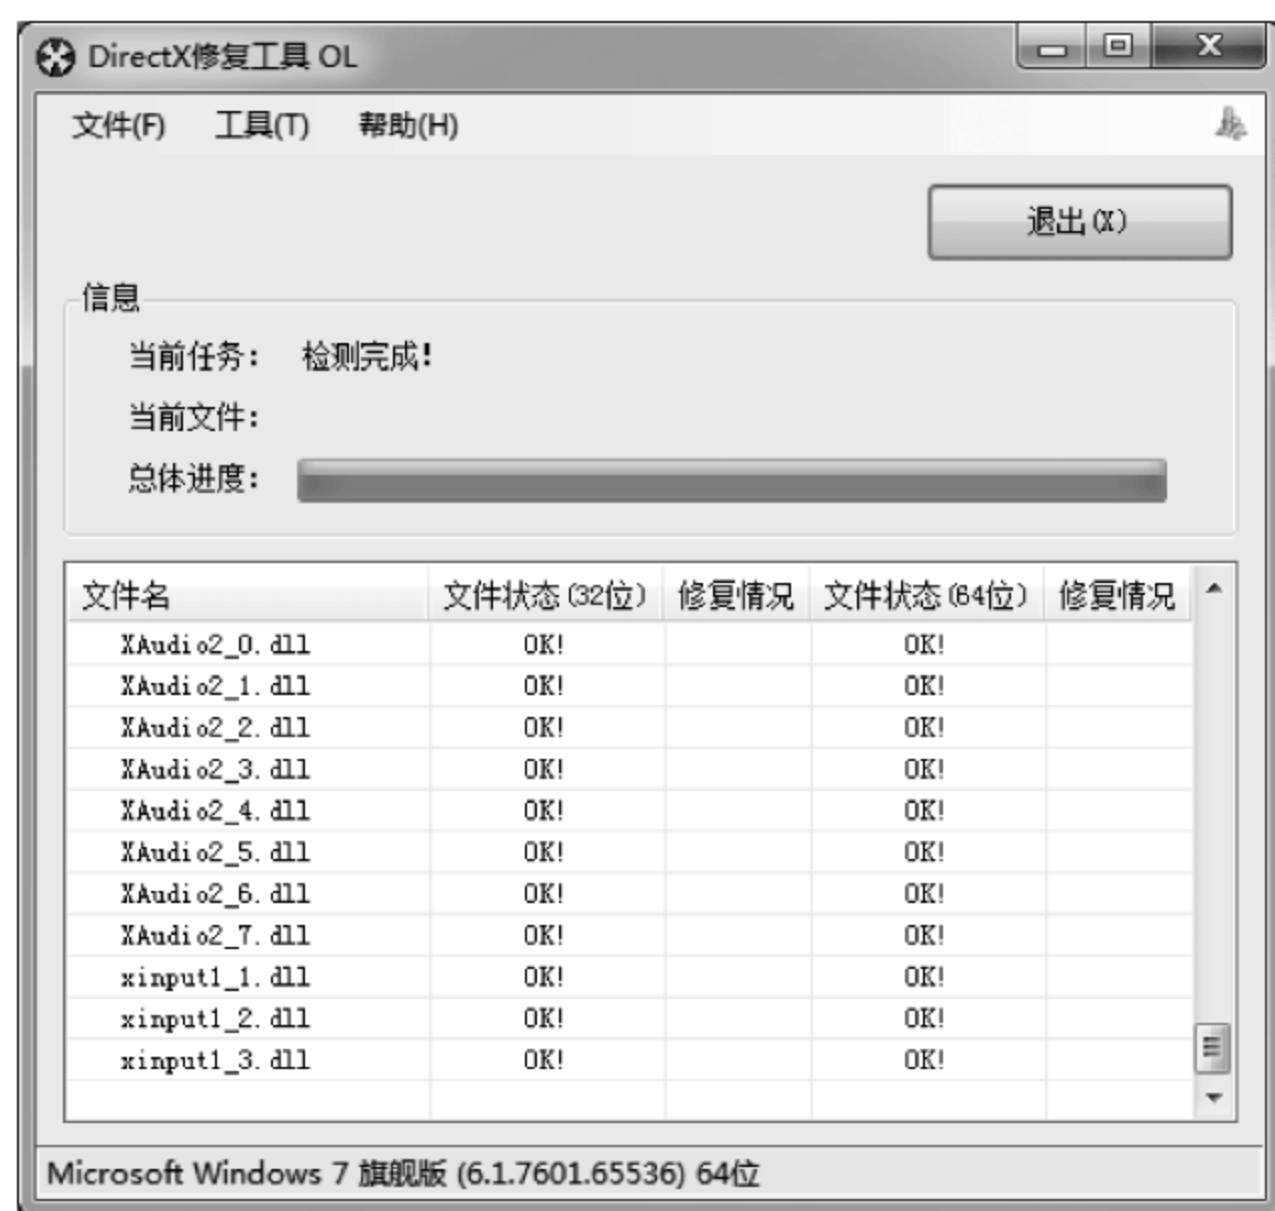 DirectX修复工具 OL
文件(F) 工具(T) 帮助(H)
退出(X)
信息
当前任务： 检测完成！
当前文件：
总体进度：
文件名 文件状态(32位) 修复情况 文件状态(64位) 修复情况
XAudio2_0.dll OK! OK!
XAudio2_1.dll OK! OK!
XAudio2_2.dll OK! OK!
XAudio2_3.dll OK! OK!
XAudio2_4.dll OK! OK!
XAudio2_5.dll OK! OK!
XAudio2_6.dll OK! OK!
XAudio2_7.dll OK! OK!
xinput1_1.dll OK! OK!
xinput1_2.dll OK! OK!
xinput1_3.dll OK! OK!
Microsoft Windows 7 旗舰版 (6.1.7601.65536) 64位